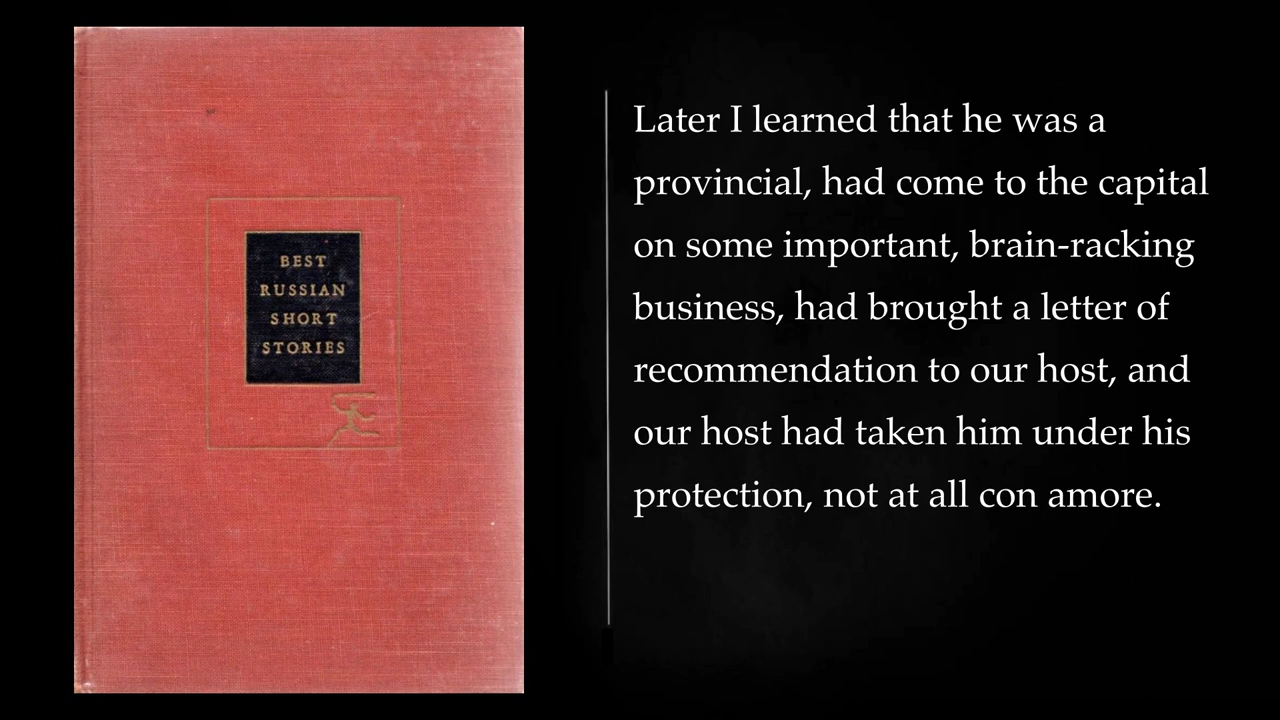 BEST
RUSSIAN
SHORT
STORIES
Later I learned that he was a
provincial, had come to the capital
on some important, brain-racking
business, had brought a letter of
recommendation to our host, and
our host had taken him under his
protection, not at all con amore.